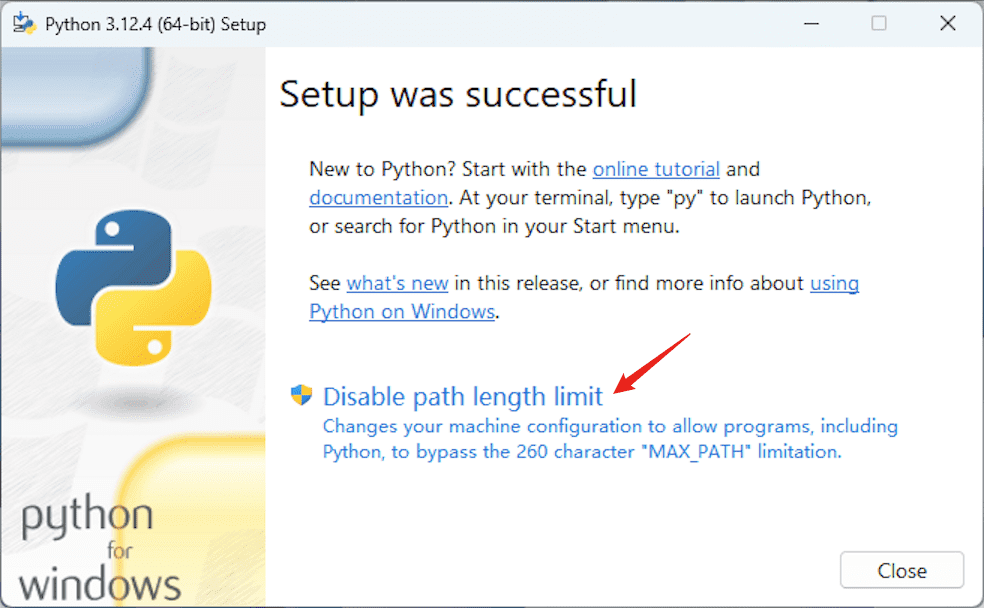 Python 3.12.4 (64-bit) Setup
Setup was successful
New to Python? Start with the online tutorial and
documentation. At your terminal, type "py" to launch Python,
or search for Python in your Start menu.
See what's new in this release, or find more info about using
Python on Windows.
Disable path length limit
Changes your machine configuration to allow programs, including
Python, to bypass the 260 character "MAX_PATH" limitation.
python
for
windows
Close